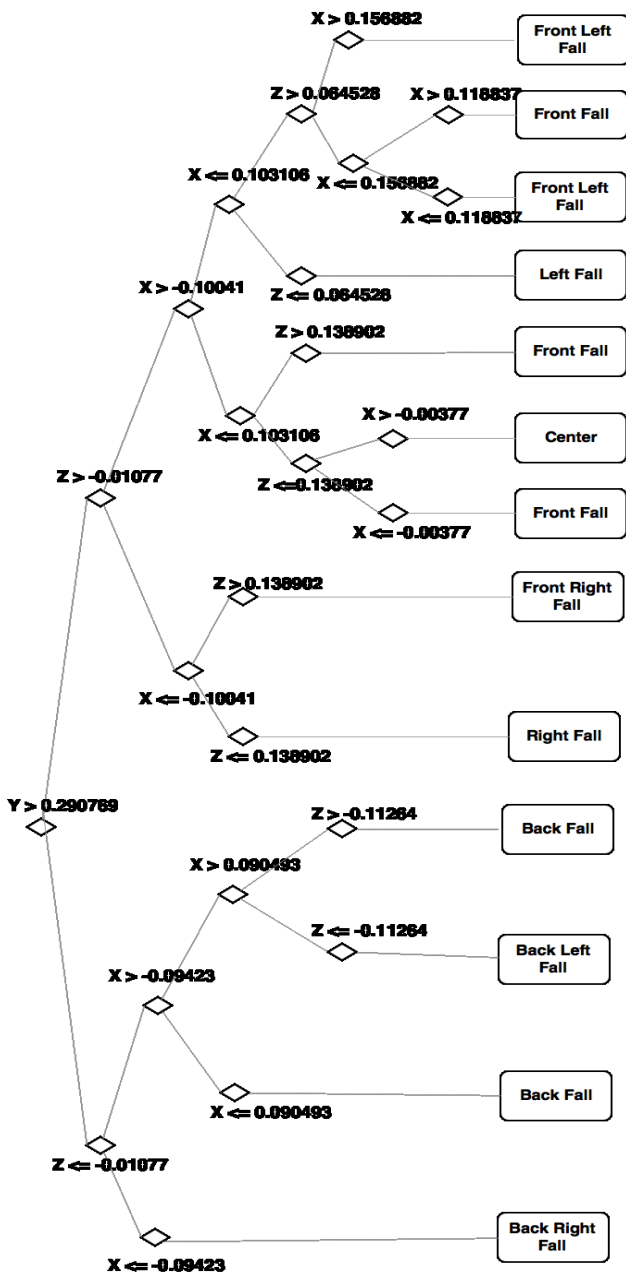 X > 0.156882
Front Left
Fall
Z > 0.064528
X > 0.118837
Front Fall
X <= 0.103106
X <= 0.156882
Front Left
Fall
X <= 0.118837
X > -0.10041
Left Fall
Z <= 0.064528
Z > 0.138902
Front Fall
X <= 0.103106
X > -0.00377
Center
Z > -0.01077
Z <=0.138902
Front Fall
X <= -0.00377
Z > 0.138902
Front Right
Fall
X <= -0.10041
Right Fall
Z <= 0.138902
Y > 0.290769
Z > -0.11264
Back Fall
X > 0.090493
Z <= -0.11264
Back Left
Fall
X > -0.09423
Back Fall
X <= 0.090493
Z <= -0.01077
Back Right
Fall
X <= -0.09423